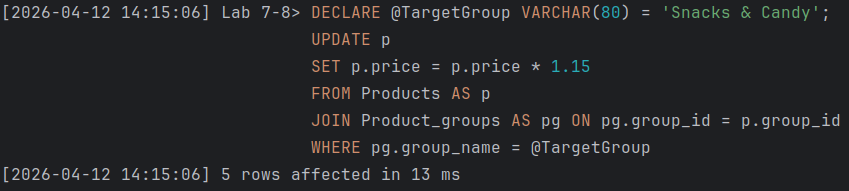 [2026-04-12 14:15:06] Lab 7-8> DECLARE @TargetGroup VARCHAR(80) = 'Snacks & Candy';
UPDATE p
SET p.price = p.price * 1.15
FROM Products AS p
JOIN Product_groups AS pg ON pg.group_id = p.group_id
WHERE pg.group_name = @TargetGroup
[2026-04-12 14:15:06] 5 rows affected in 13 ms